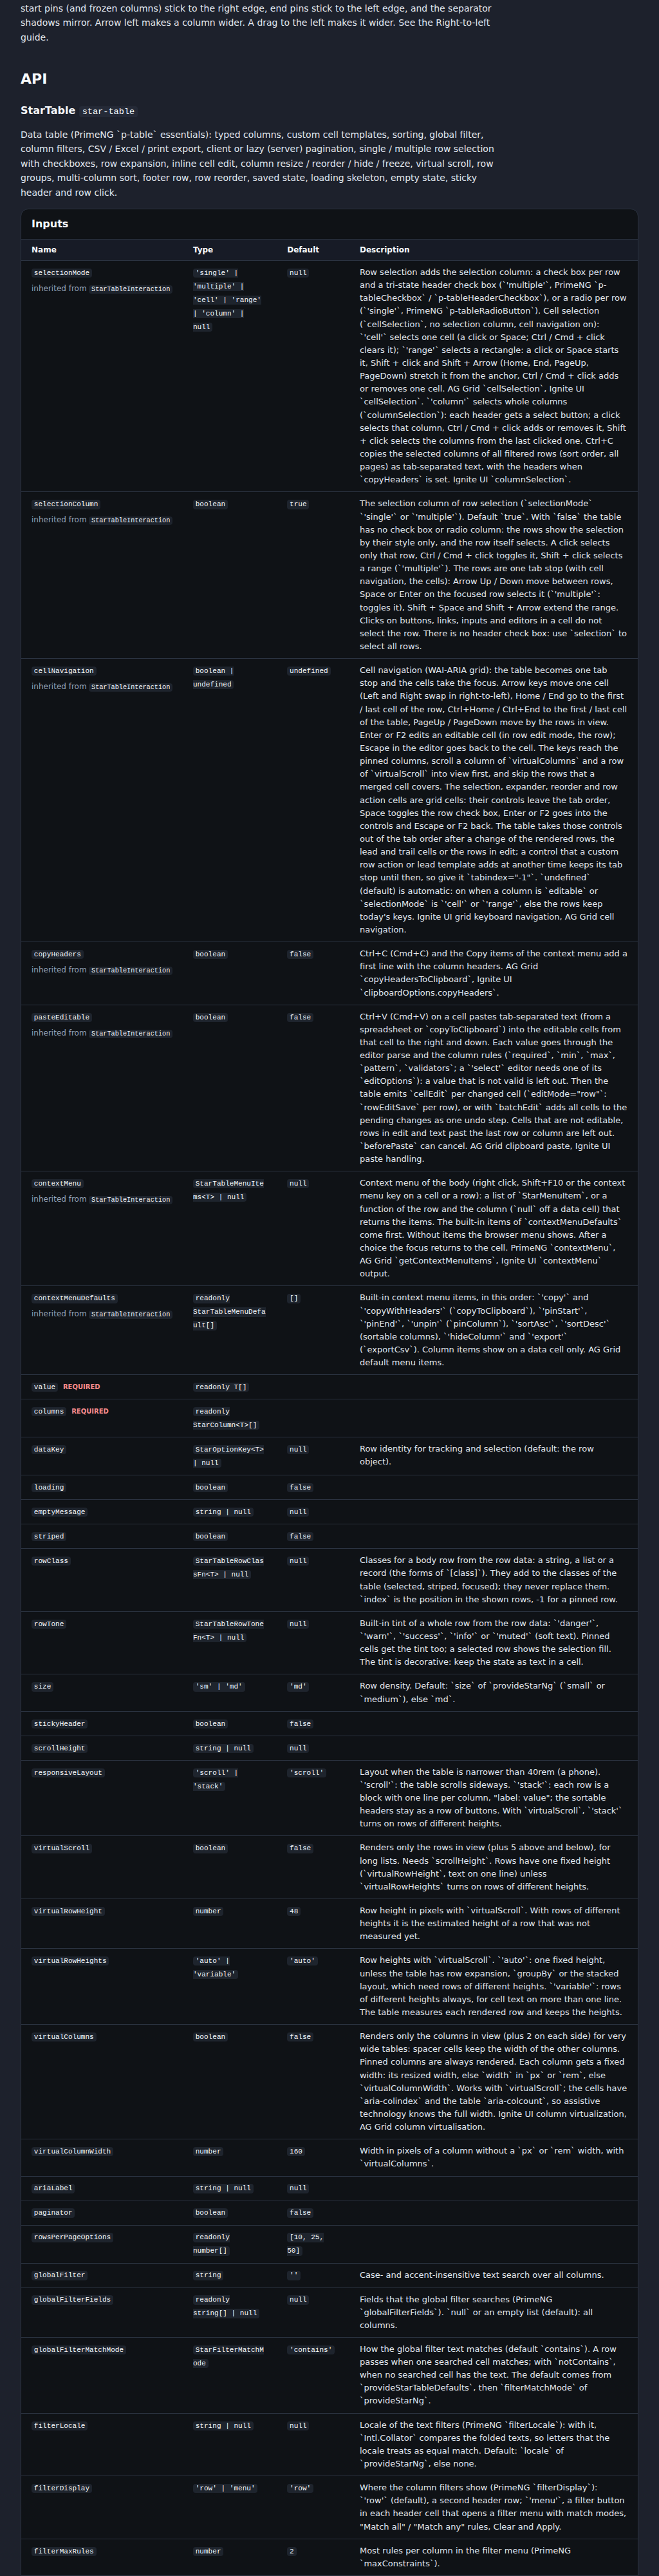 start pins (and frozen columns) stick to the right edge, end pins stick to the left edge, and the separator
shadows mirror. Arrow left makes a column wider. A drag to the left makes it wider. See the Right-to-left
guide.
API
StarTable star-table
Data table (PrimeNG `p-table` essentials): typed columns, custom cell templates, sorting, global filter,
column filters, CSV / Excel / print export, client or lazy (server) pagination, single / multiple row selection
with checkboxes, row expansion, inline cell edit, column resize / reorder / hide / freeze, virtual scroll, row
groups, multi-column sort, footer row, row reorder, saved state, loading skeleton, empty state, sticky
header and row click.
Inputs
Name Type Default Description
selectionMode
inherited from StarTableInteraction
'single' |
'multiple' |
'cell' | 'range'
| 'column' |
null
null
Row selection adds the selection column: a check box per row
and a tri-state header check box (`'multiple'`, PrimeNG `p-
tableCheckbox` / `p-tableHeaderCheckbox`), or a radio per row
(`'single'`, PrimeNG `p-tableRadioButton`). Cell selection
(`cellSelection`, no selection column, cell navigation on):
`'cell'` selects one cell (a click or Space; Ctrl / Cmd + click
clears it); `'range'` selects a rectangle: a click or Space starts
it, Shift + click and Shift + Arrow (Home, End, PageUp,
PageDown) stretch it from the anchor, Ctrl / Cmd + click adds
or removes one cell. AG Grid `cellSelection`, Ignite UI
`cellSelection`. `'column'` selects whole columns
(`columnSelection`): each header gets a select button; a click
selects that column, Ctrl / Cmd + click adds or removes it, Shift
+ click selects the columns from the last clicked one. Ctrl+C
copies the selected columns of all filtered rows (sort order, all
pages) as tab-separated text, with the headers when
`copyHeaders` is set. Ignite UI `columnSelection`.
selectionColumn
inherited from StarTableInteraction
boolean
true
The selection column of row selection (`selectionMode`
`'single'` or `'multiple'`). Default `true`. With `false` the table
has no check box or radio column: the rows show the selection
by their style only, and the row itself selects. A click selects
only that row, Ctrl / Cmd + click toggles it, Shift + click selects
a range (`'multiple'`). The rows are one tab stop (with cell
navigation, the cells): Arrow Up / Down move between rows,
Space or Enter on the focused row selects it (`'multiple'`:
toggles it), Shift + Space and Shift + Arrow extend the range.
Clicks on buttons, links, inputs and editors in a cell do not
select the row. There is no header check box: use `selection` to
select all rows.
cellNavigation
inherited from StarTableInteraction
boolean |
undefined
undefined
Cell navigation (WAI-ARIA grid): the table becomes one tab
stop and the cells take the focus. Arrow keys move one cell
(Left and Right swap in right-to-left), Home / End go to the first
/ last cell of the row, Ctrl+Home / Ctrl+End to the first / last cell
of the table, PageUp / PageDown move by the rows in view.
Enter or F2 edits an editable cell (in row edit mode, the row);
Escape in the editor goes back to the cell. The keys reach the
pinned columns, scroll a column of `virtualColumns` and a row
of `virtualScroll` into view first, and skip the rows that a
merged cell covers. The selection, expander, reorder and row
action cells are grid cells: their controls leave the tab order,
Space toggles the row check box, Enter or F2 goes into the
controls and Escape or F2 back. The table takes those controls
out of the tab order after a change of the rendered rows, the
lead and trail cells or the rows in edit; a control that a custom
row action or lead template adds at another time keeps its tab
stop until then, so give it `tabindex="-1"`. `undefined`
(default) is automatic: on when a column is `editable` or
`selectionMode` is `'cell'` or `'range'`, else the rows keep
today's keys. Ignite UI grid keyboard navigation, AG Grid cell
navigation.
copyHeaders
inherited from StarTableInteraction
boolean
false
Ctrl+C (Cmd+C) and the Copy items of the context menu add a
first line with the column headers. AG Grid
`copyHeadersToClipboard`, Ignite UI
`clipboardOptions.copyHeaders`.
pasteEditable
inherited from StarTableInteraction
boolean
false
Ctrl+V (Cmd+V) on a cell pastes tab-separated text (from a
spreadsheet or `copyToClipboard`) into the editable cells from
that cell to the right and down. Each value goes through the
editor parse and the column rules (`required`, `min`, `max`,
`pattern`, `validators`; a `'select'` editor needs one of its
`editOptions`): a value that is not valid is left out. Then the
table emits `cellEdit` per changed cell (`editMode="row"`:
`rowEditSave` per row), or with `batchEdit` adds all cells to the
pending changes as one undo step. Cells that are not editable,
rows in edit and text past the last row or column are left out.
`beforePaste` can cancel. AG Grid clipboard paste, Ignite UI
paste handling.
contextMenu
inherited from StarTableInteraction
StarTableMenuIte
ms<T> | null
null
Context menu of the body (right click, Shift+F10 or the context
menu key on a cell or a row): a list of `StarMenuItem`, or a
function of the row and the column (`null` off a data cell) that
returns the items. The built-in items of `contextMenuDefaults`
come first. Without items the browser menu shows. After a
choice the focus returns to the cell. PrimeNG `contextMenu`,
AG Grid `getContextMenuItems`, Ignite UI `contextMenu`
output.
contextMenuDefaults
inherited from StarTableInteraction
readonly
StarTableMenuDefa
ult[]
[]
Built-in context menu items, in this order: `'copy'` and
`'copyWithHeaders'` (`copyToClipboard`), `'pinStart'`,
`'pinEnd'`, `'unpin'` (`pinColumn`), `'sortAsc'`, `'sortDesc'`
(sortable columns), `'hideColumn'` and `'export'`
(`exportCsv`). Column items show on a data cell only. AG Grid
default menu items.
value REQUIRED
readonly T[]
columns REQUIRED
readonly
StarColumn<T>[]
dataKey
StarOptionKey<T>
| null
null
Row identity for tracking and selection (default: the row
object).
loading
boolean
false
emptyMessage
string | null
null
striped
boolean
false
rowClass
StarTableRowClas
sFn<T> | null
null
Classes for a body row from the row data: a string, a list or a
record (the forms of `[class]`). They add to the classes of the
table (selected, striped, focused); they never replace them.
`index` is the position in the shown rows, -1 for a pinned row.
rowTone
StarTableRowTone
Fn<T> | null
null
Built-in tint of a whole row from the row data: `'danger'`,
`'warn'`, `'success'`, `'info'` or `'muted'` (soft text). Pinned
cells get the tint too; a selected row shows the selection fill.
The tint is decorative: keep the state as text in a cell.
size
'sm' | 'md'
'md'
Row density. Default: `size` of `provideStarNg` (`small` or
`medium`), else `md`.
stickyHeader
boolean
false
scrollHeight
string | null
null
responsiveLayout
'scroll' |
'stack'
'scroll'
Layout when the table is narrower than 40rem (a phone).
`'scroll'`: the table scrolls sideways. `'stack'`: each row is a
block with one line per column, "label: value"; the sortable
headers stay as a row of buttons. With `virtualScroll`, `'stack'`
turns on rows of different heights.
virtualScroll
boolean
false
Renders only the rows in view (plus 5 above and below), for
long lists. Needs `scrollHeight`. Rows have one fixed height
(`virtualRowHeight`, text on one line) unless
`virtualRowHeights` turns on rows of different heights.
virtualRowHeight
number
48
Row height in pixels with `virtualScroll`. With rows of different
heights it is the estimated height of a row that was not
measured yet.
virtualRowHeights
'auto' |
'variable'
'auto'
Row heights with `virtualScroll`. `'auto'`: one fixed height,
unless the table has row expansion, `groupBy` or the stacked
layout, which need rows of different heights. `'variable'`: rows
of different heights always, for cell text on more than one line.
The table measures each rendered row and keeps the heights.
virtualColumns
boolean
false
Renders only the columns in view (plus 2 on each side) for very
wide tables: spacer cells keep the width of the other columns.
Pinned columns are always rendered. Each column gets a fixed
width: its resized width, else `width` in `px` or `rem`, else
`virtualColumnWidth`. Works with `virtualScroll`; the cells have
`aria-colindex` and the table `aria-colcount`, so assistive
technology knows the full width. Ignite UI column virtualization,
AG Grid column virtualisation.
virtualColumnWidth
number
160
Width in pixels of a column without a `px` or `rem` width, with
`virtualColumns`.
ariaLabel
string | null
null
paginator
boolean
false
rowsPerPageOptions
readonly
number[]
[10, 25,
50]
globalFilter
string
''
Case- and accent-insensitive text search over all columns.
globalFilterFields
readonly
string[] | null
null
Fields that the global filter searches (PrimeNG
`globalFilterFields`). `null` or an empty list (default): all
columns.
globalFilterMatchMode
StarFilterMatchM
ode
'contains'
How the global filter text matches (default `contains`). A row
passes when one searched cell matches; with `notContains`,
when no searched cell has the text. The default comes from
`provideStarTableDefaults`, then `filterMatchMode` of
`provideStarNg`.
filterLocale
string | null
null
Locale of the text filters (PrimeNG `filterLocale`): with it,
`Intl.Collator` compares the folded texts, so letters that the
locale treats as equal match. Default: `locale` of
`provideStarNg`, else none.
filterDisplay
'row' | 'menu'
'row'
Where the column filters show (PrimeNG `filterDisplay`):
`'row'` (default), a second header row; `'menu'`, a filter button
in each header cell that opens a filter menu with match modes,
"Match all" / "Match any" rules, Clear and Apply.
filterMaxRules
number
2
Most rules per column in the filter menu (PrimeNG
`maxConstraints`).